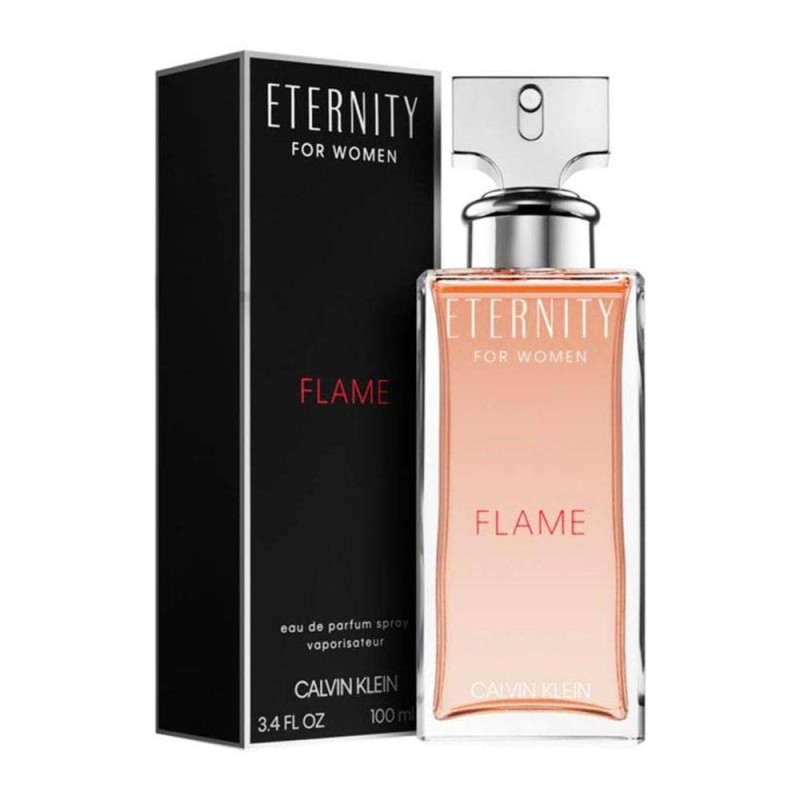 ETERNITY
FOR WOMEN
FLAME
eau de parfum spray
vaporisateur
CALVIN KLEIN
3.4 FL OZ 100 ml
ETERNITY
FOR WOMEN
FLAME
CALVIN KLEIN